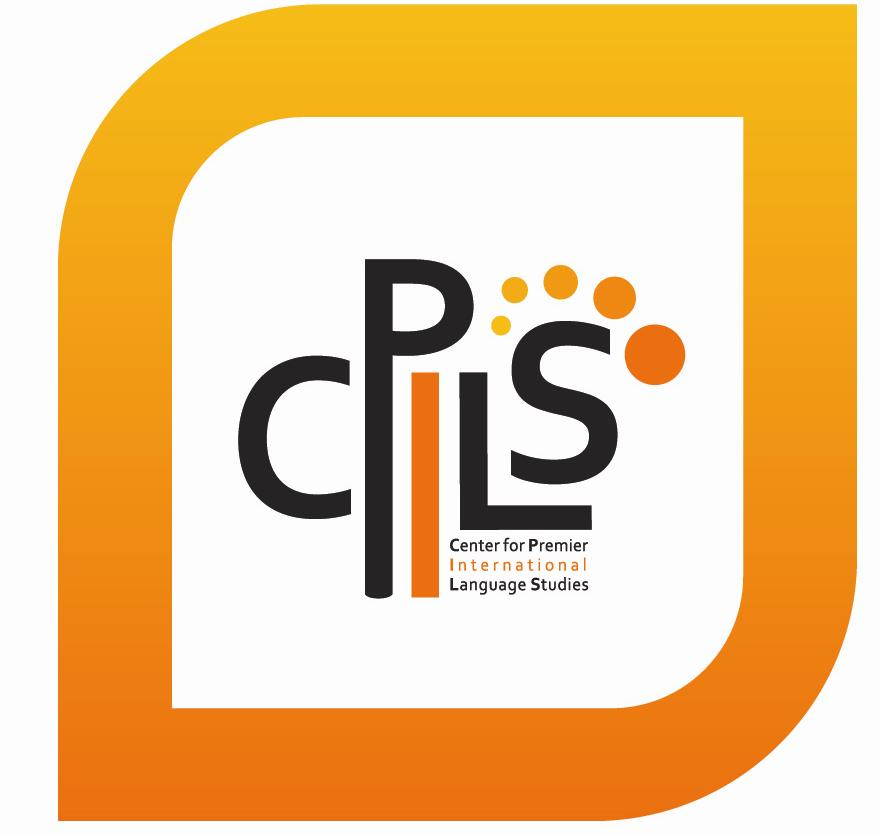 CPILS
Center for Premier
International
Language Studies